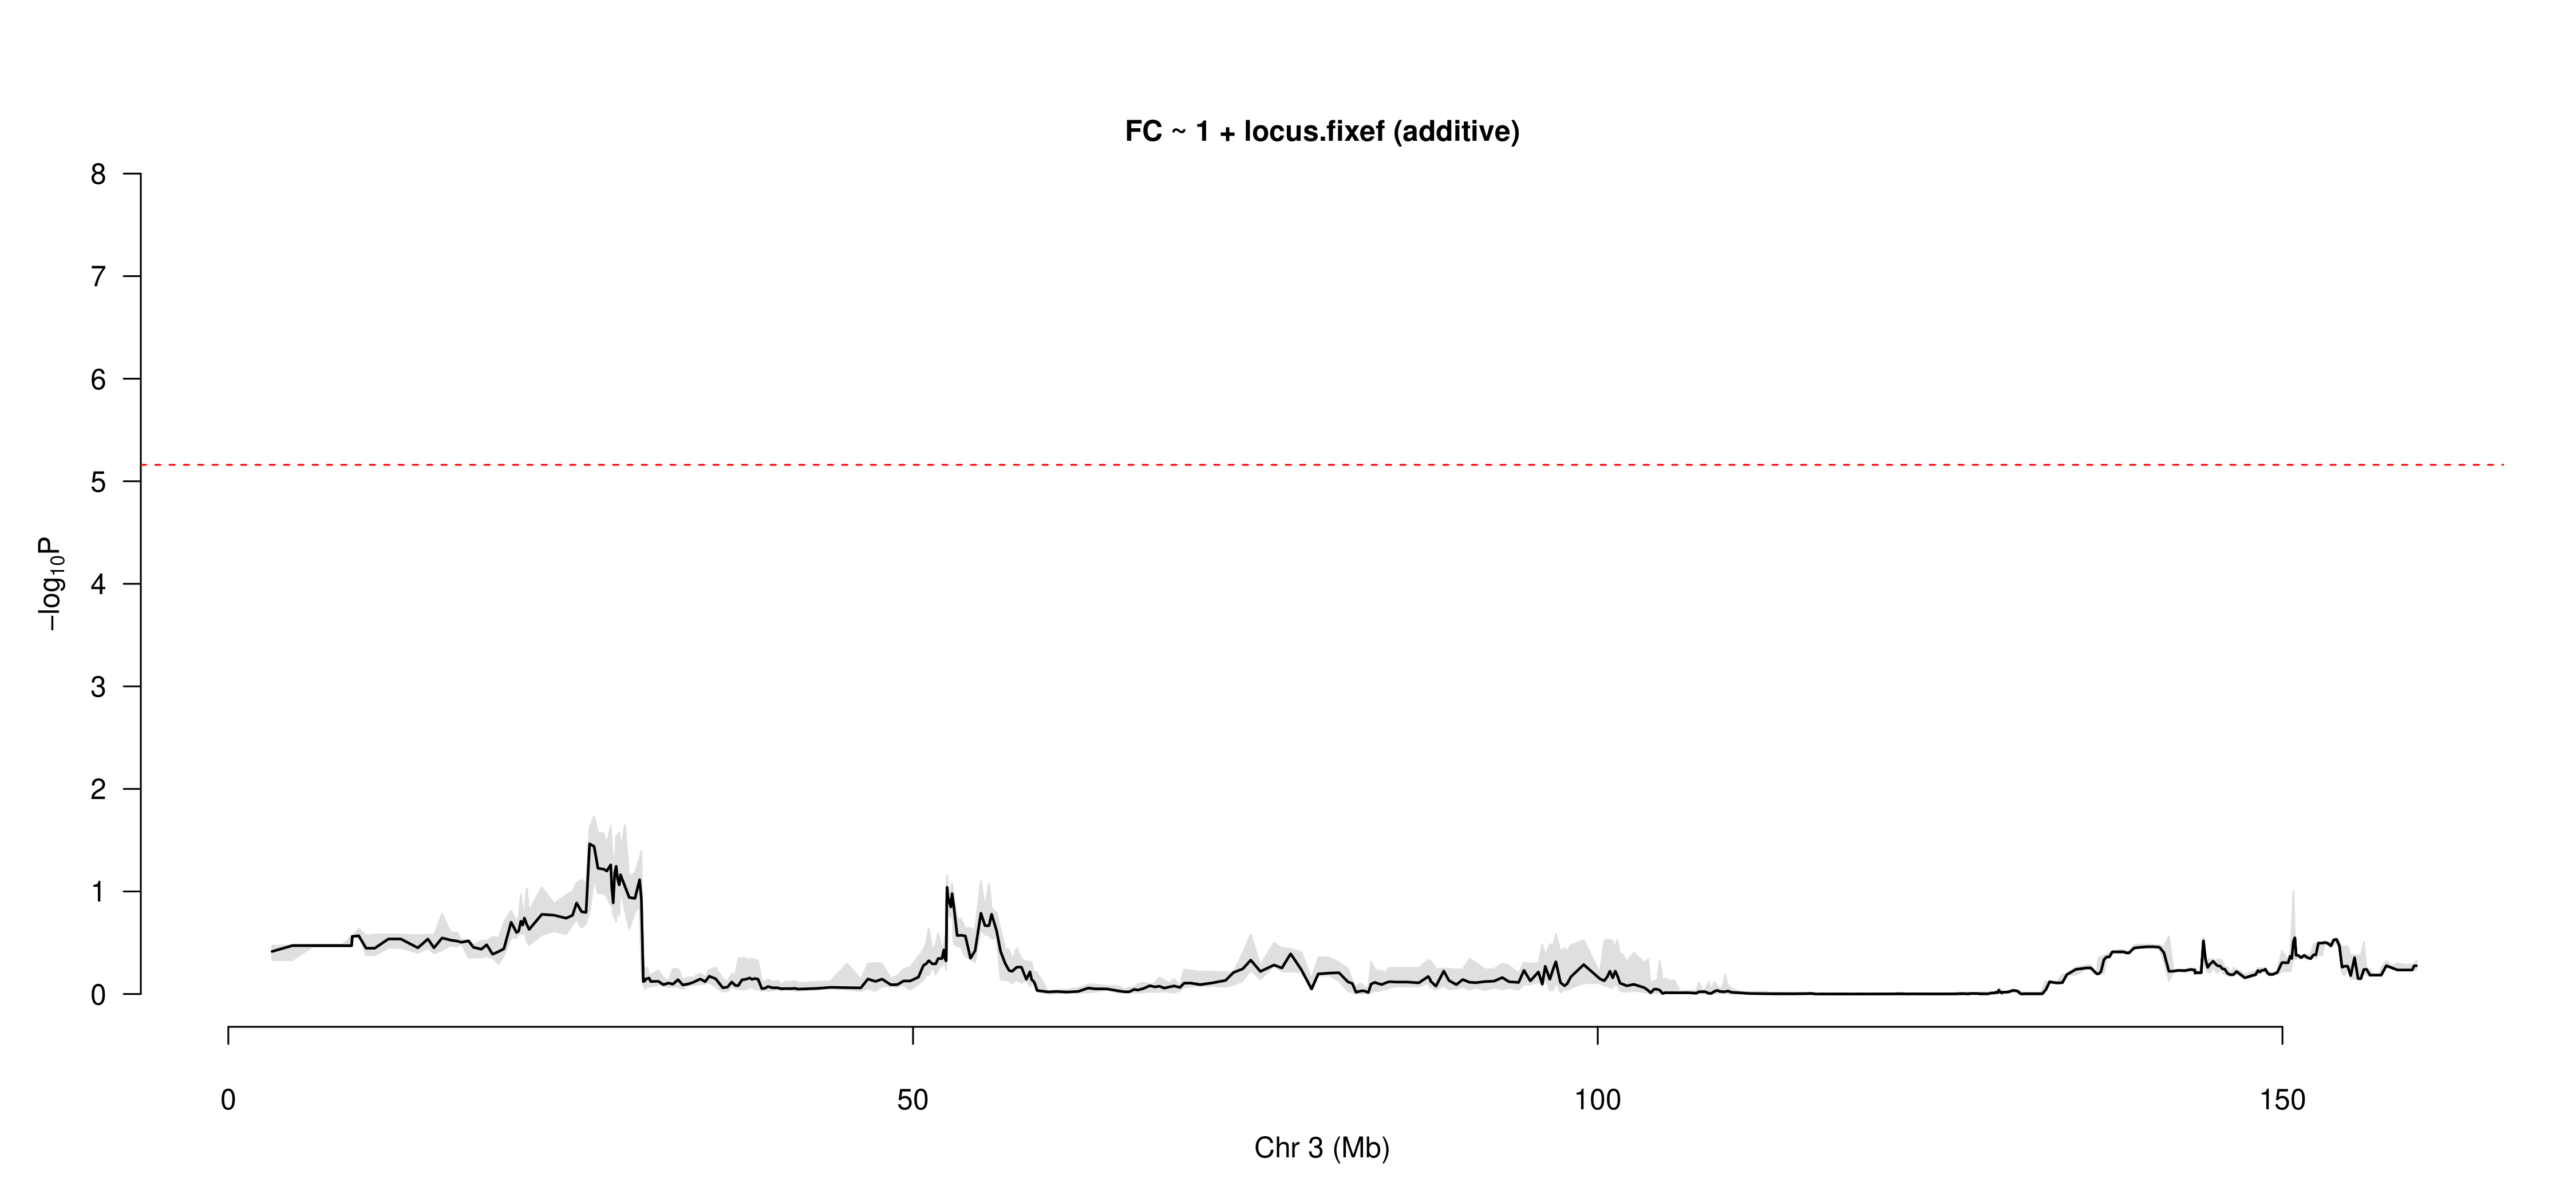 FC ~ 1 + locus.fixef (additive)
8
7
6
5
4
3
2
1
0
−log10P
0 50 100 150
Chr 3 (Mb)